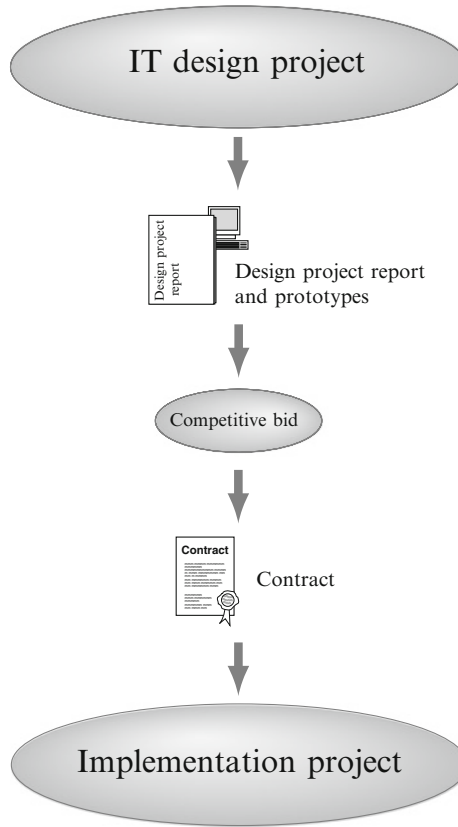 IT design project
Design project
report
Design project report
and prototypes
Competitive bid
Contract
Contract
Implementation project